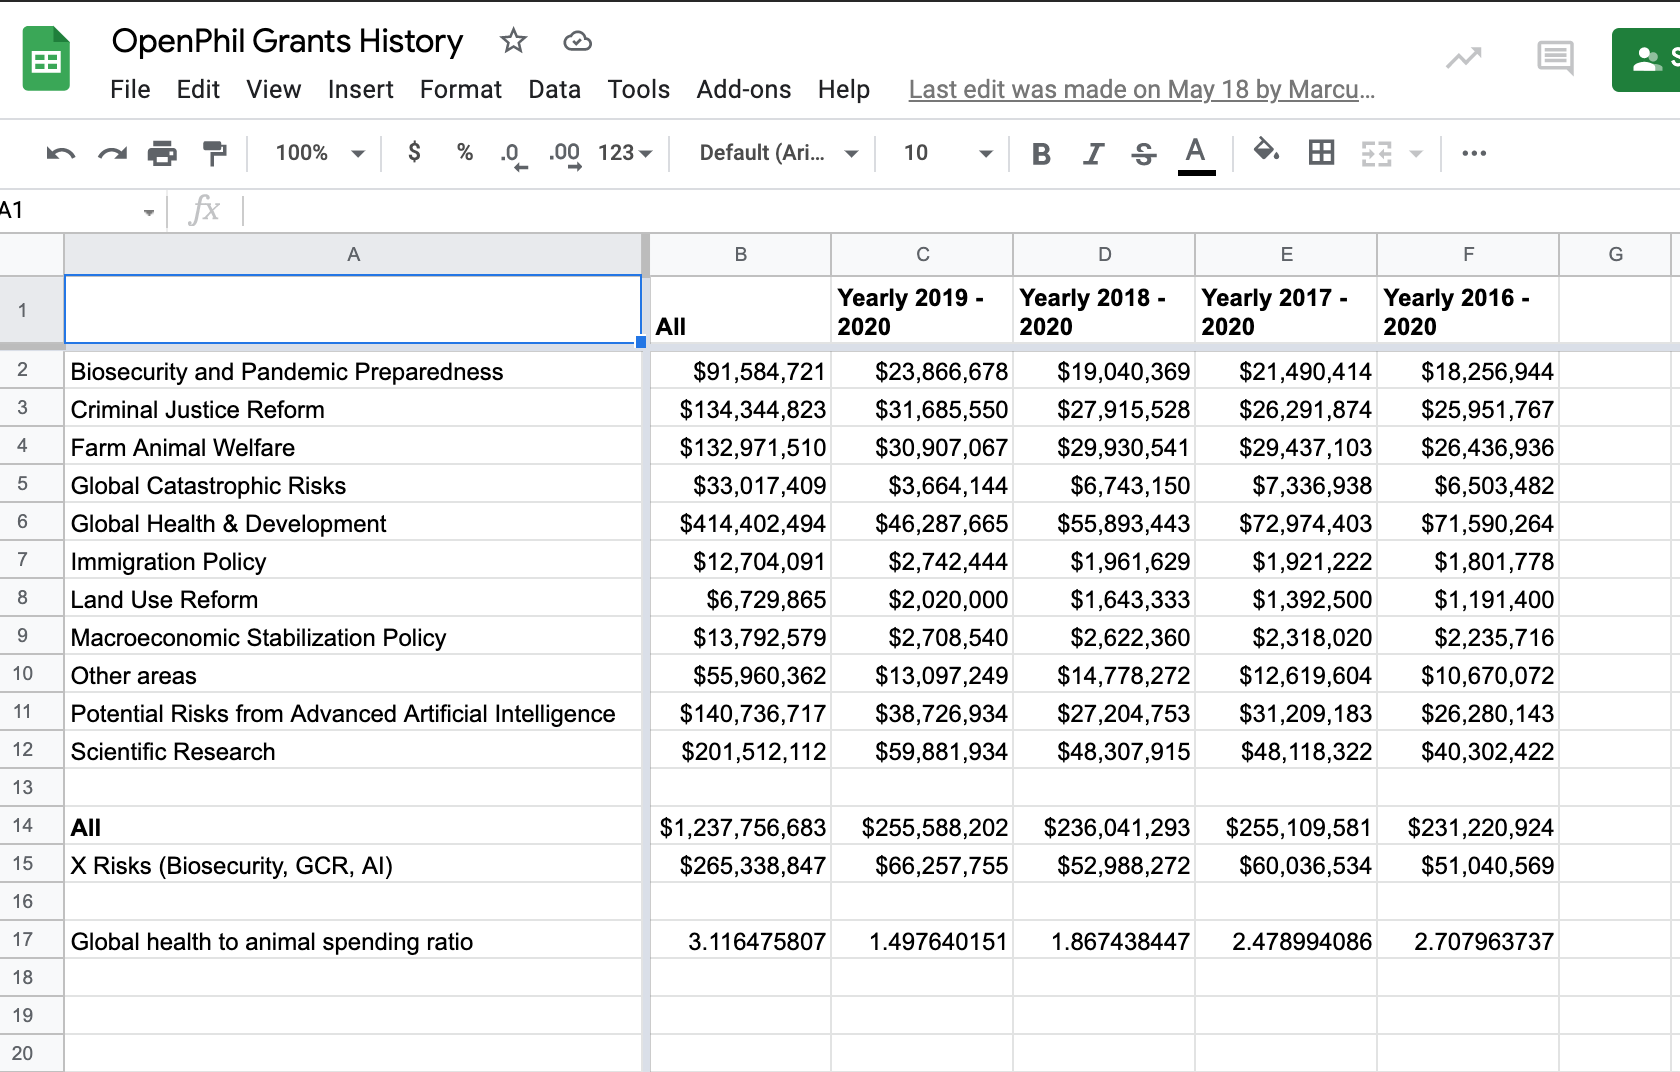 OpenPhil Grants History
File Edit View Insert Format Data Tools Add-ons Help Last edit was made on May 18 by Marcu...
100% $ % .0 .00 123 Default (Ari... 10 B I S A ...
A1 fx
A B C D E F G
1 All Yearly 2019 - 2020 Yearly 2018 - 2020 Yearly 2017 - 2020 Yearly 2016 - 2020
2 Biosecurity and Pandemic Preparedness $91,584,721 $23,866,678 $19,040,369 $21,490,414 $18,256,944
3 Criminal Justice Reform $134,344,823 $31,685,550 $27,915,528 $26,291,874 $25,951,767
4 Farm Animal Welfare $132,971,510 $30,907,067 $29,930,541 $29,437,103 $26,436,936
5 Global Catastrophic Risks $33,017,409 $3,664,144 $6,743,150 $7,336,938 $6,503,482
6 Global Health & Development $414,402,494 $46,287,665 $55,893,443 $72,974,403 $71,590,264
7 Immigration Policy $12,704,091 $2,742,444 $1,961,629 $1,921,222 $1,801,778
8 Land Use Reform $6,729,865 $2,020,000 $1,643,333 $1,392,500 $1,191,400
9 Macroeconomic Stabilization Policy $13,792,579 $2,708,540 $2,622,360 $2,318,020 $2,235,716
10 Other areas $55,960,362 $13,097,249 $14,778,272 $12,619,604 $10,670,072
11 Potential Risks from Advanced Artificial Intelligence $140,736,717 $38,726,934 $27,204,753 $31,209,183 $26,280,143
12 Scientific Research $201,512,112 $59,881,934 $48,307,915 $48,118,322 $40,302,422
13
14 All $1,237,756,683 $255,588,202 $236,041,293 $255,109,581 $231,220,924
15 X Risks (Biosecurity, GCR, AI) $265,338,847 $66,257,755 $52,988,272 $60,036,534 $51,040,569
16
17 Global health to animal spending ratio 3.116475807 1.497640151 1.867438447 2.478994086 2.707963737
18
19
20